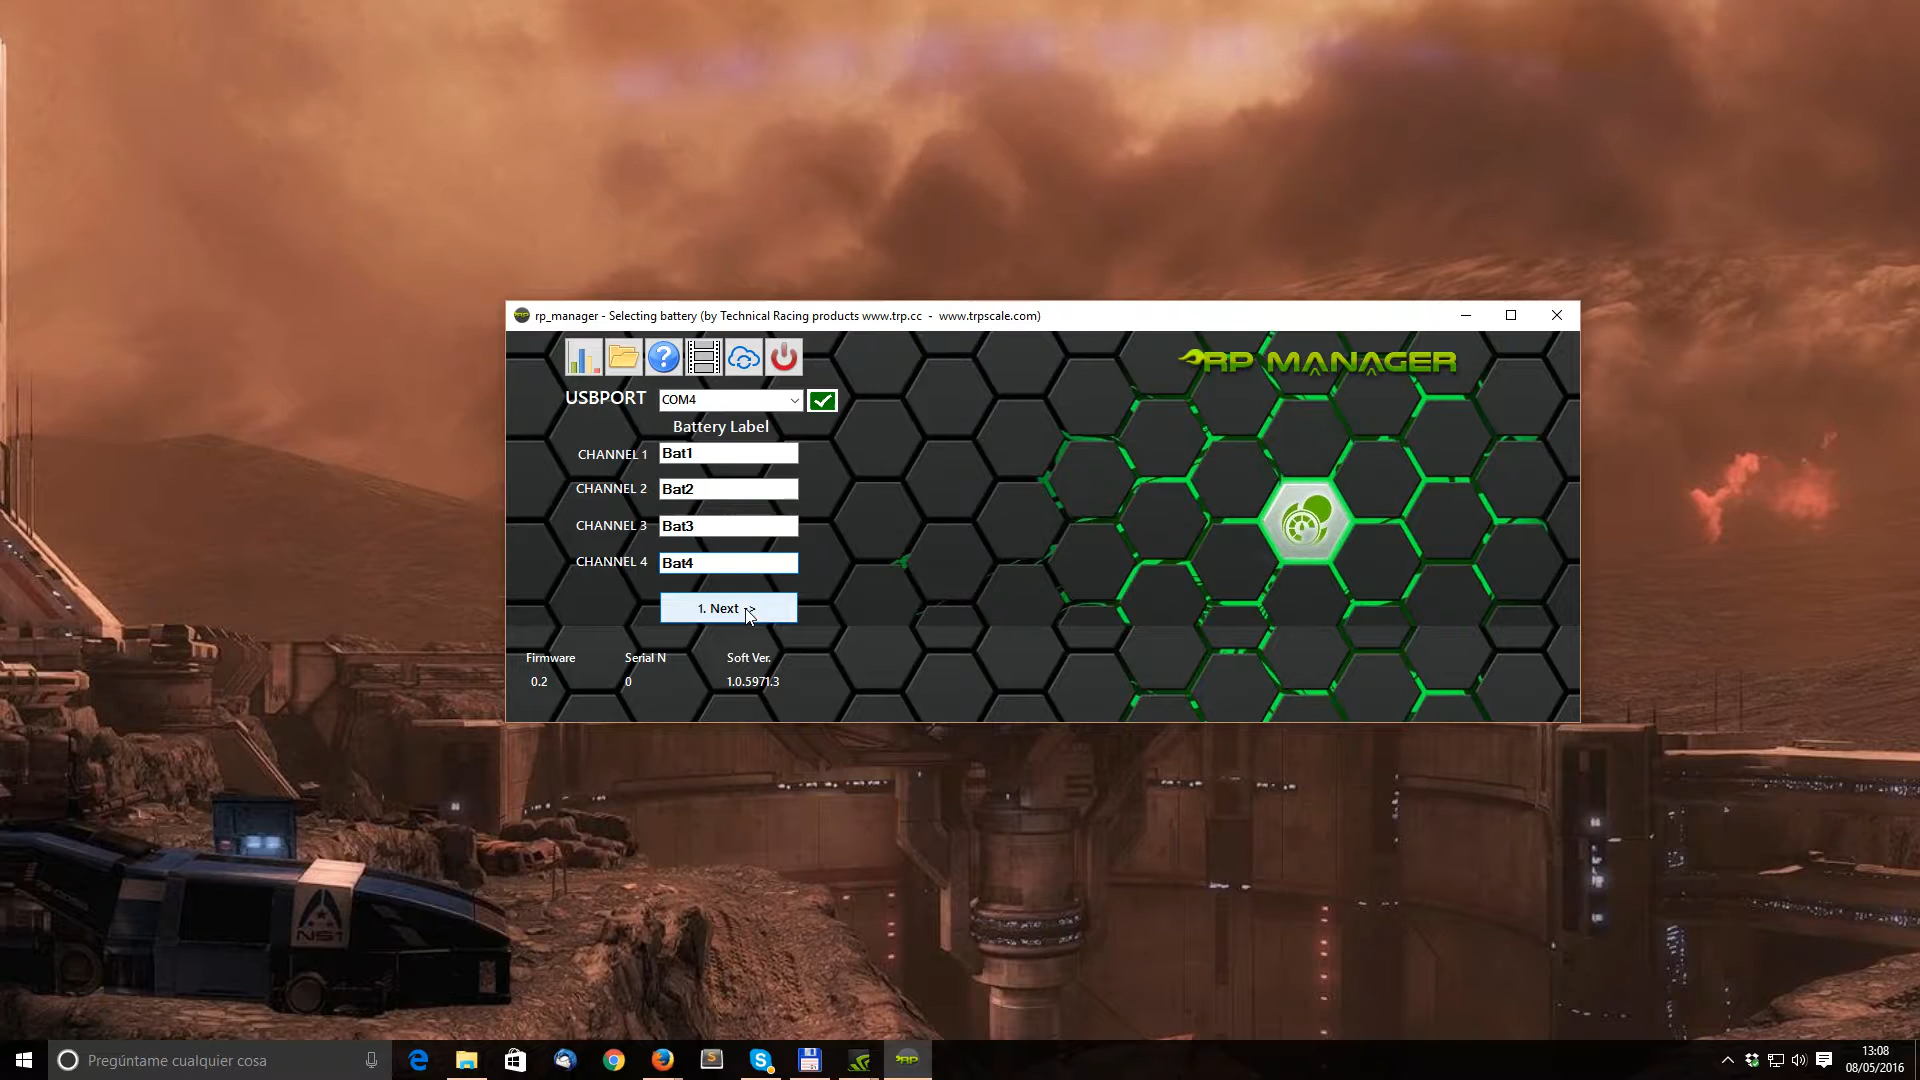 rp_manager - Selecting battery (by Technical Racing products www.trp.cc - www.trpscale.com)
RP MANAGER
USBPORT COM4
Battery Label
CHANNEL 1 Bat1
CHANNEL 2 Bat2
CHANNEL 3 Bat3
CHANNEL 4 Bat4
1. Next ->
Firmware Serial N Soft Ver.
0.2 0 1.0.5971.3
NS1
Pregúntame cualquier cosa
RP
13:08
08/05/2016